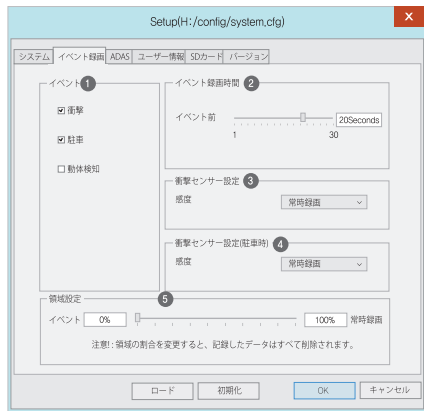 Setup(H:/config/system,cfg)
X
システム イベント録画 ADAS ユーザー情報 SDカード バージョン
イベント 1
衝撃
駐車
動体検知
イベント録画時間 2
イベント前 20Seconds
1 30
衝撃センサー設定 3
感度 常時録画
衝撃センサー設定(駐車時) 4
感度 常時録画
領域設定 5
イベント 0% 100% 常時録画
注意! : 領域の割合を変更すると、記録したデータはすべて削除されます。
ロード 初期化 OK キャンセル